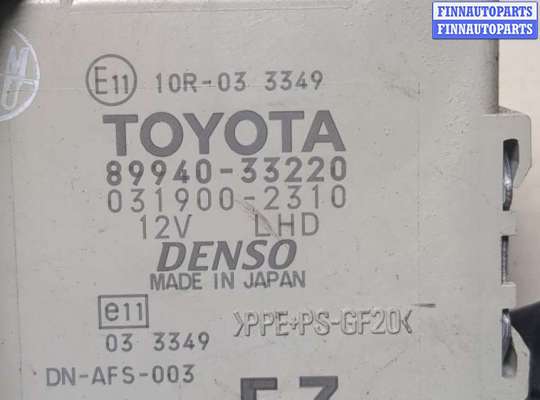 FINNAUTOPARTS
FINNAUTOPARTS
E11 10R-03 3349
TOYOTA
89940-33220
031900-2310
12V LHD
DENSO
MADE IN JAPAN
e11
>PPE+PS-GF20<
03 3349
DN-AFS-003